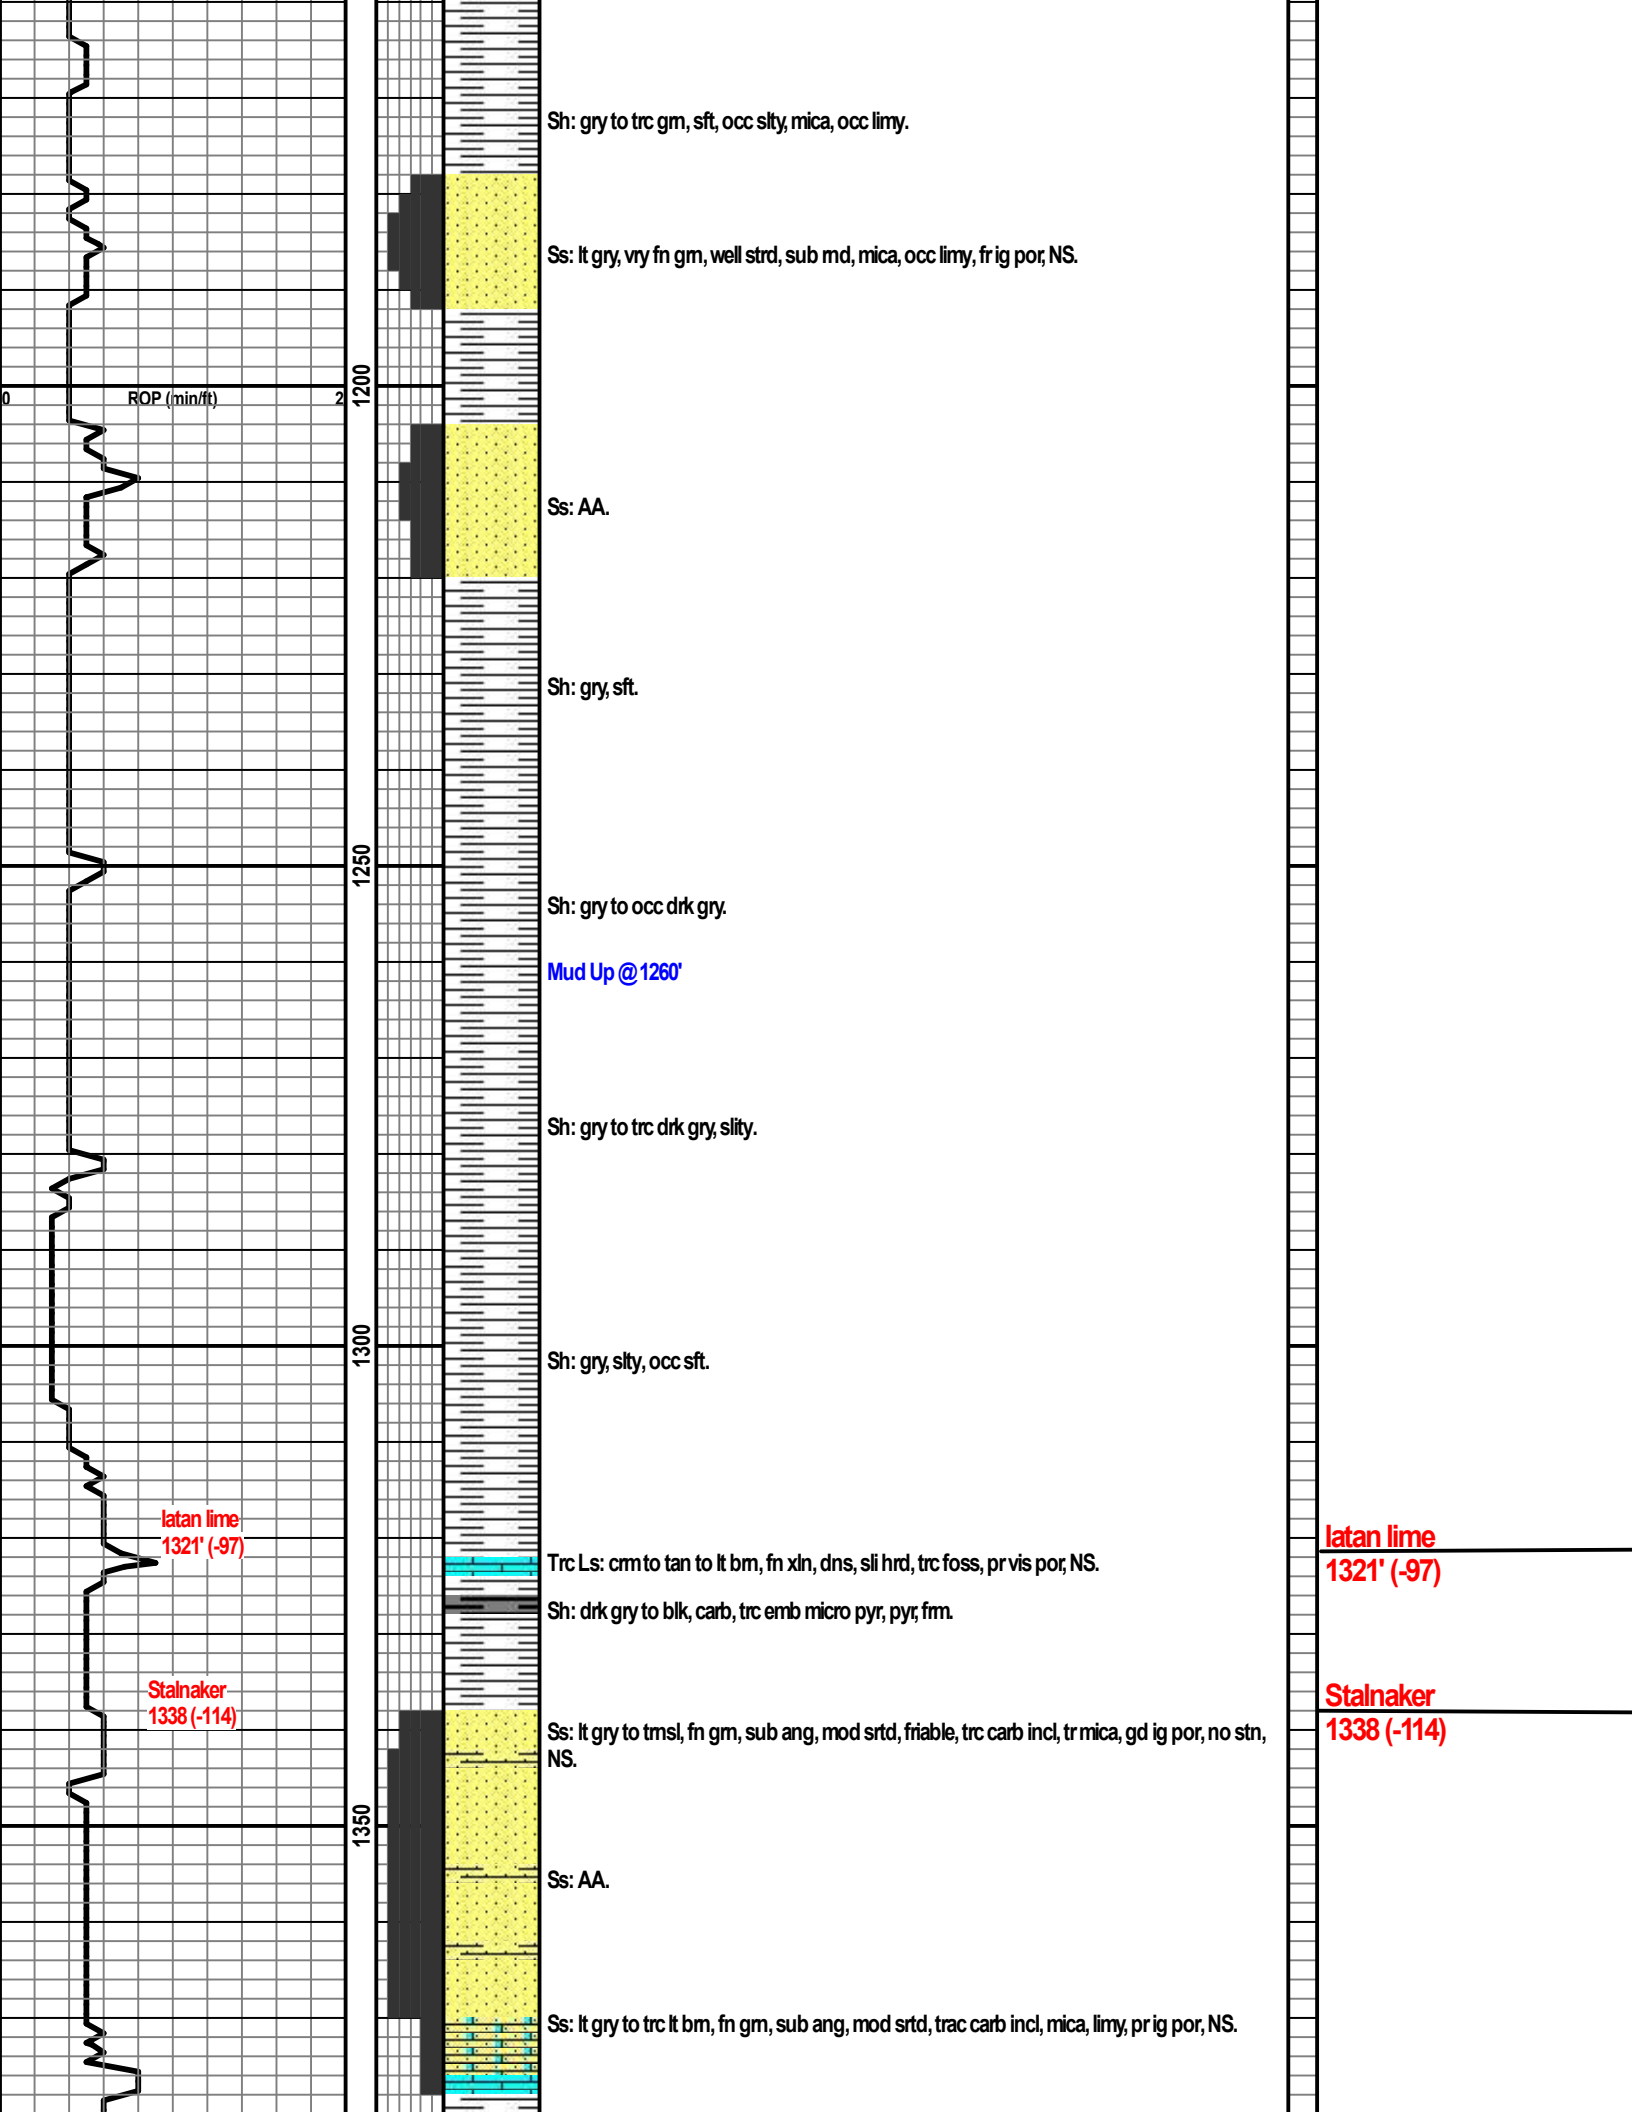 Sh: gry to trc grn, sft, occ slty, mica, occ limy.
Ss: lt gry, vry fn grn, well strd, sub rnd, mica, occ limy, fr ig por, NS.
1200
0 ROP (min/ft) 2
Ss: AA.
Sh: gry, sft.
1250
Sh: gry to occ drk gry.
Mud Up @ 1260'
Sh: gry to trc drk gry, slity.
1300
Sh: gry, slty, occ sft.
Iatan lime
1321' (-97)
Iatan lime
1321' (-97)
Trc Ls: crm to tan to lt brn, fn xln, dns, sli hrd, trc foss, pr vis por, NS.
Sh: drk gry to blk, carb, trc emb micro pyr, pyr, frm.
Stalnaker
1338 (-114)
Stalnaker
1338 (-114)
Ss: lt gry to trnsl, fn grn, sub ang, mod srtd, friable, trc carb incl, tr mica, gd ig por, no stn,
NS.
1350
Ss: AA.
Ss: lt gry to trc lt brn, fn grn, sub ang, mod srtd, trac carb incl, mica, limy, pr ig por, NS.